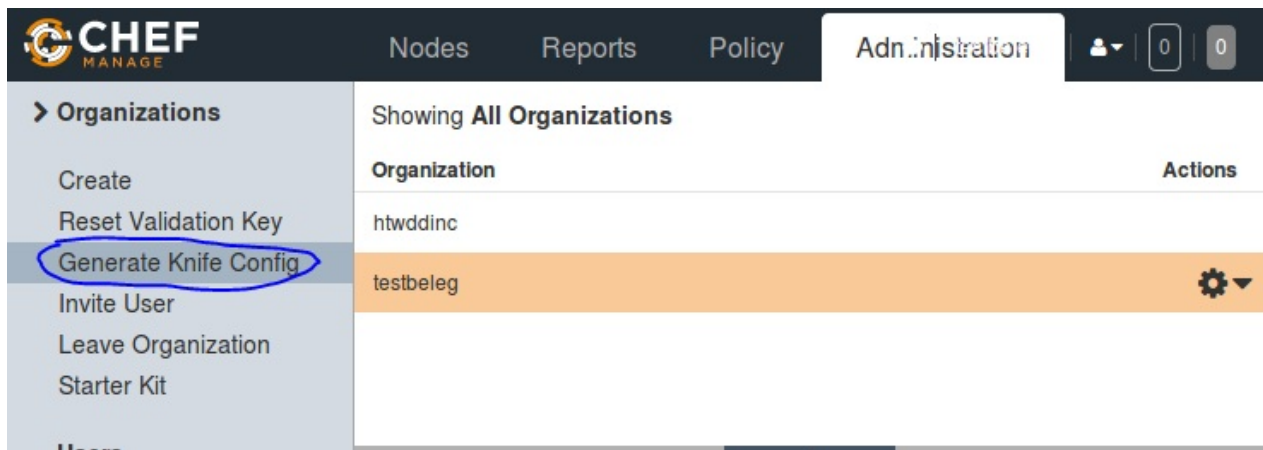 CHEF
MANAGE
Nodes Reports Policy Administration 0 0
Organizations
Create
Reset Validation Key
Generate Knife Config
Invite User
Leave Organization
Starter Kit
Showing All Organizations
Organization Actions
htwddinc
testbeleg